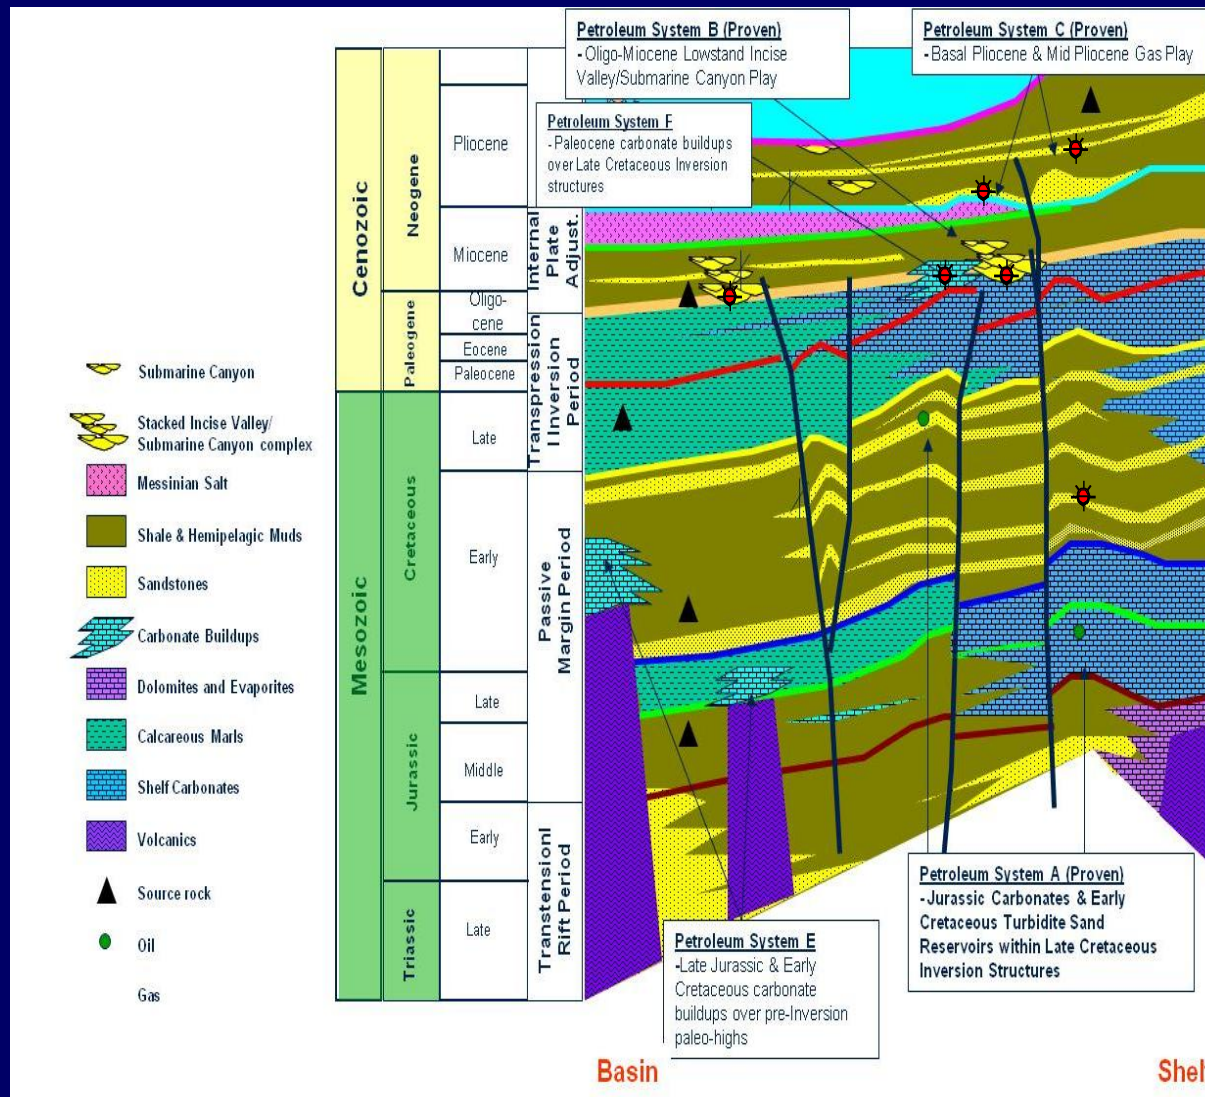 Petroleum System B (Proven)
-Oligo-Miocene Lowstand Incise
Valley/Submarine Canyon Play
Petroleum System C (Proven)
-Basal Pliocene & Mid Pliocene Gas Play
Petroleum System F
- Paleocene carbonate buildups
over Late Cretaceous Inversion
structures
Cenozoic
Mesozoic
Neogene
Paleogene
Cretaceous
Jurassic
Triassic
Pliocene
Miocene
Oligo-
cene
Eocene
Paleocene
Late
Early
Late
Middle
Early
Late
Internal
Plate
Adjust.
Transpression
I Inversion
Period
Passive
Margin Period
Transtensionl
Rift Period
Submarine Canyon
Stacked Incise Valley/
Submarine Canyon complex
Messinian Salt
Shale & Hemipelagic Muds
Sandstones
Carbonate Buildups
Dolomites and Evaporites
Calcareous Marls
Shelf Carbonates
Volcanics
Source rock
Oil
Gas
Petroleum System A (Proven)
-Jurassic Carbonates & Early
Cretaceous Turbidite Sand
Reservoirs within Late Cretaceous
Inversion Structures
Petroleum System E
-Late Jurassic & Early
Cretaceous carbonate
buildups over pre-Inversion
paleo-highs
Basin
Shel